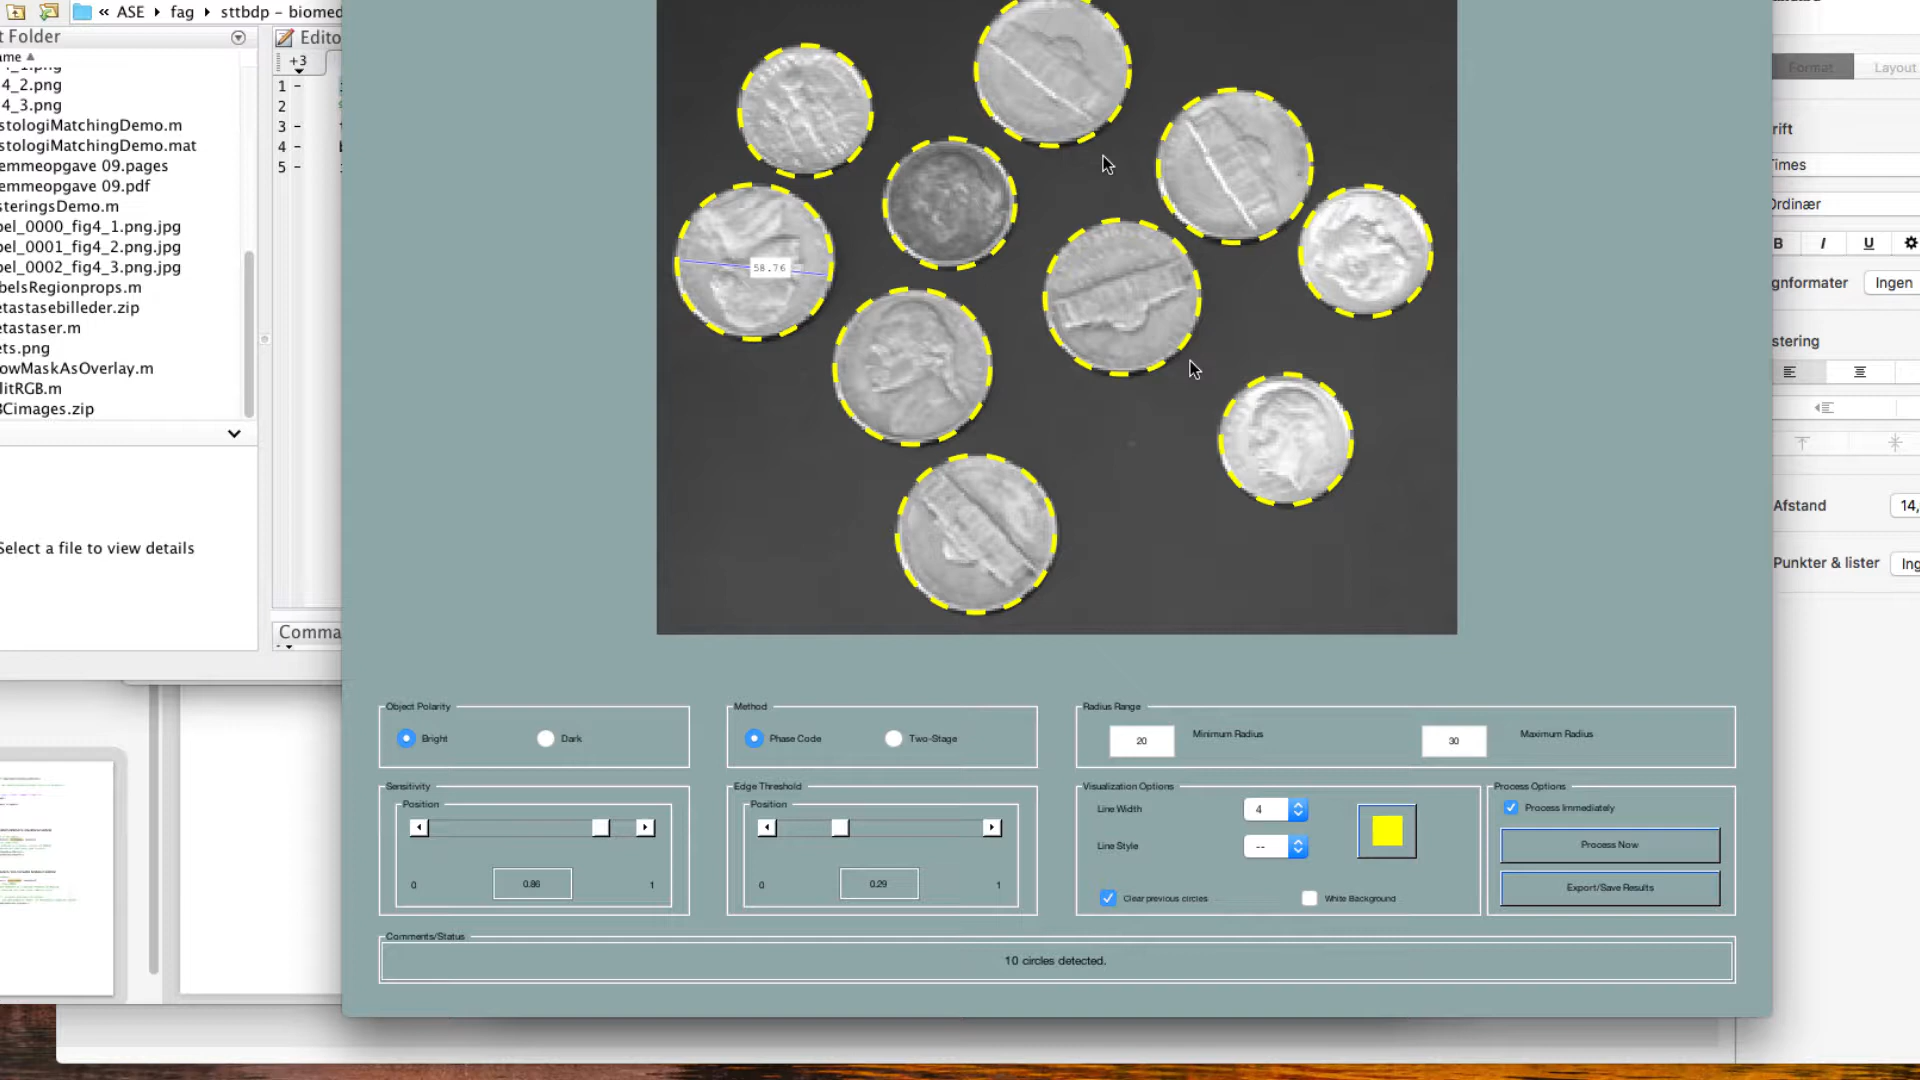 « ASE › fag › sttbdp – biomed
t Folder
ame
4_2.png
4_3.png
stologiMatchingDemo.m
stologiMatchingDemo.mat
emmeopgave 09.pages
emmeopgave 09.pdf
steringsDemo.m
bel_0000_fig4_1.png.jpg
bel_0001_fig4_2.png.jpg
bel_0002_fig4_3.png.jpg
belsRegionprops.m
etastasebilleder.zip
etastaser.m
ets.png
owMaskAsOverlay.m
litRGB.m
BCimages.zip
Select a file to view details
Edito
+3
1 -
2
3 -
4 -
5 -
Comma
58.76
Object Polarity
Bright
Dark
Method
Phase Code
Two-Stage
Radius Range
20
Minimum Radius
30
Maximum Radius
Sensitivity
Position
0
0.86
1
Edge Threshold
Position
0
0.29
1
Visualization Options
Line Width
4
Line Style
--
Clear previous circles
White Background
Process Options
Process Immediately
Process Now
Export/Save Results
Comments/Status
10 circles detected.
Format
Layout
rift
Times
Ordinær
B I U
gnformater
Ingen
stering
Afstand
14,
Punkter & lister
Ing